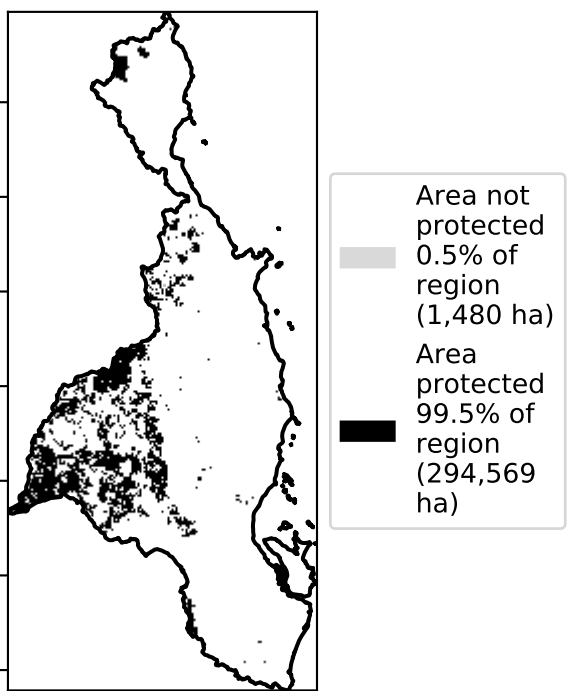 Area not
protected
0.5% of
region
(1,480 ha)
Area
protected
99.5% of
region
(294,569
ha)